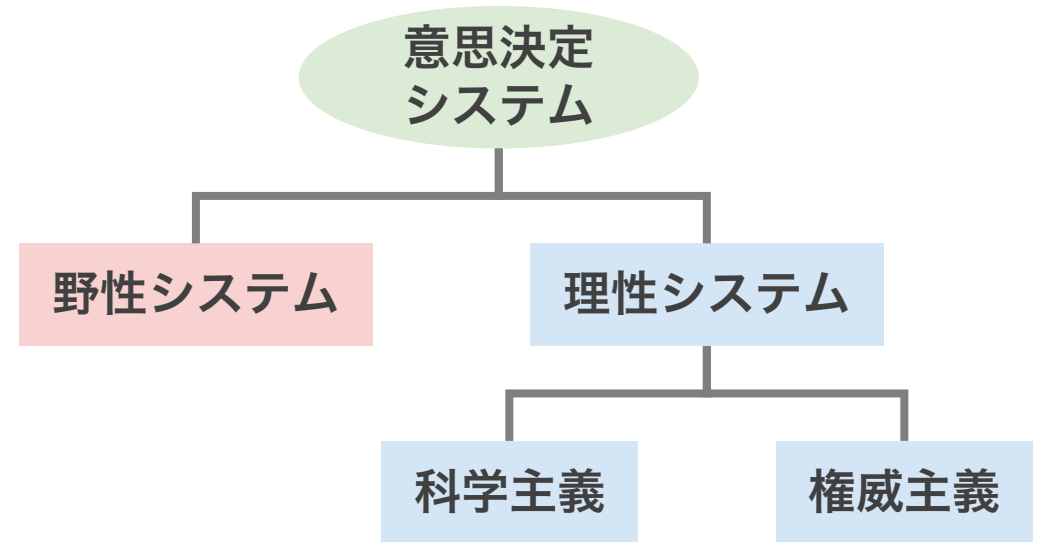 意思決定
システム
野性システム
理性システム
科学主義
権威主義